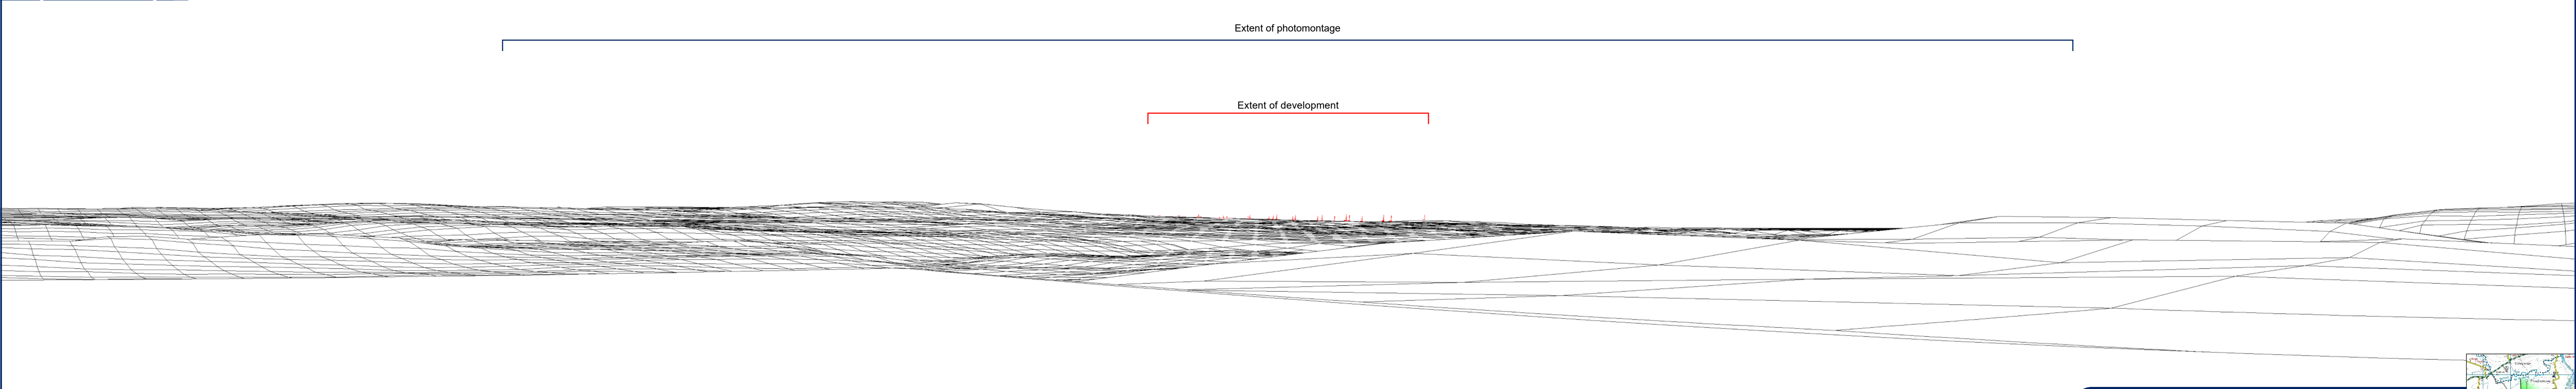 Extent of photomontage
Extent of development